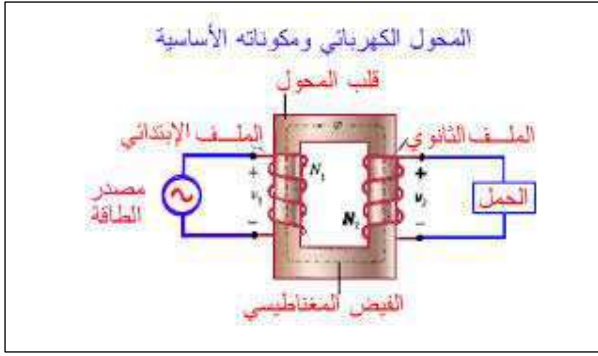 المحول الكهربائي ومكوناته الأساسية
قلب المحول
الملف الثانوي
الملف الإبتدائي
φ
+
N₁
+
مصدر
الطاقة
v₁
v₂
الحمل
−
N₂
−
الفيض المغناطيسي